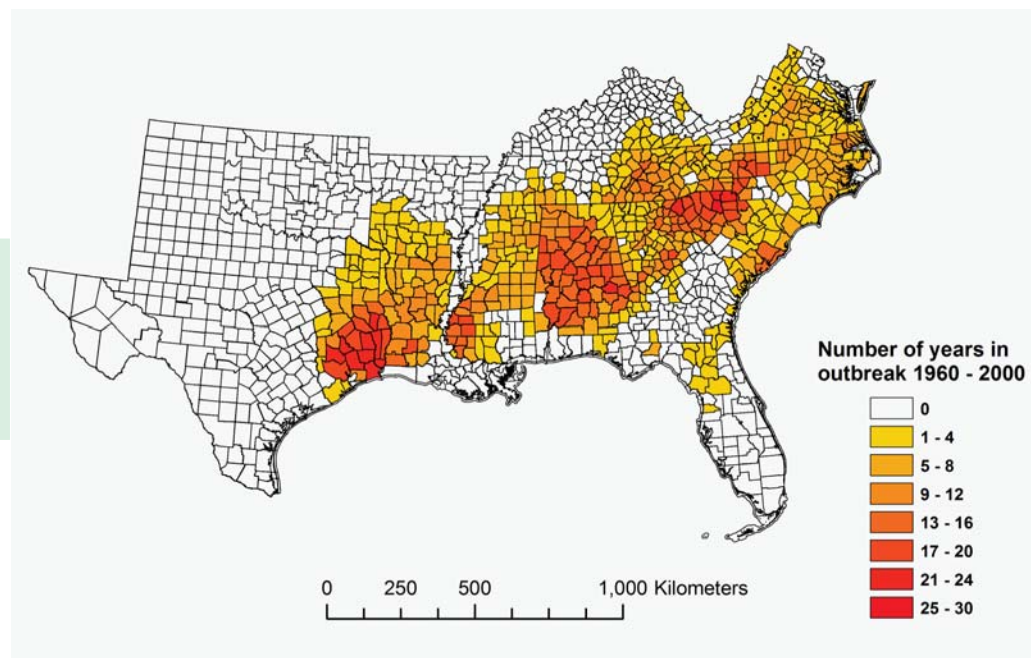 Number of years in
outbreak 1960 - 2000
0
1 - 4
5 - 8
9 - 12
13 - 16
17 - 20
21 - 24
25 - 30
0 250 500 1,000 Kilometers